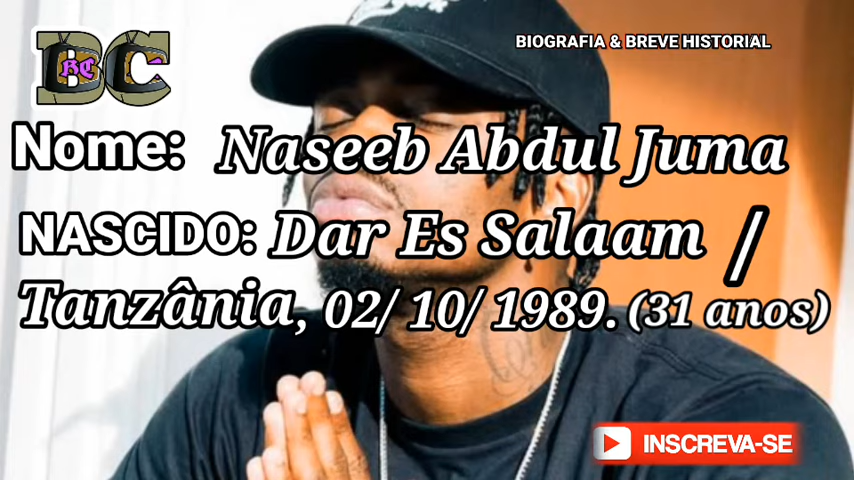 BC
BIOGRAFIA & BREVE HISTORIAL
Nome: Naseeb Abdul Juma
NASCIDO: Dar Es Salaam /
Tanzânia, 02/10/1989. (31 anos)
INSCREVA-SE